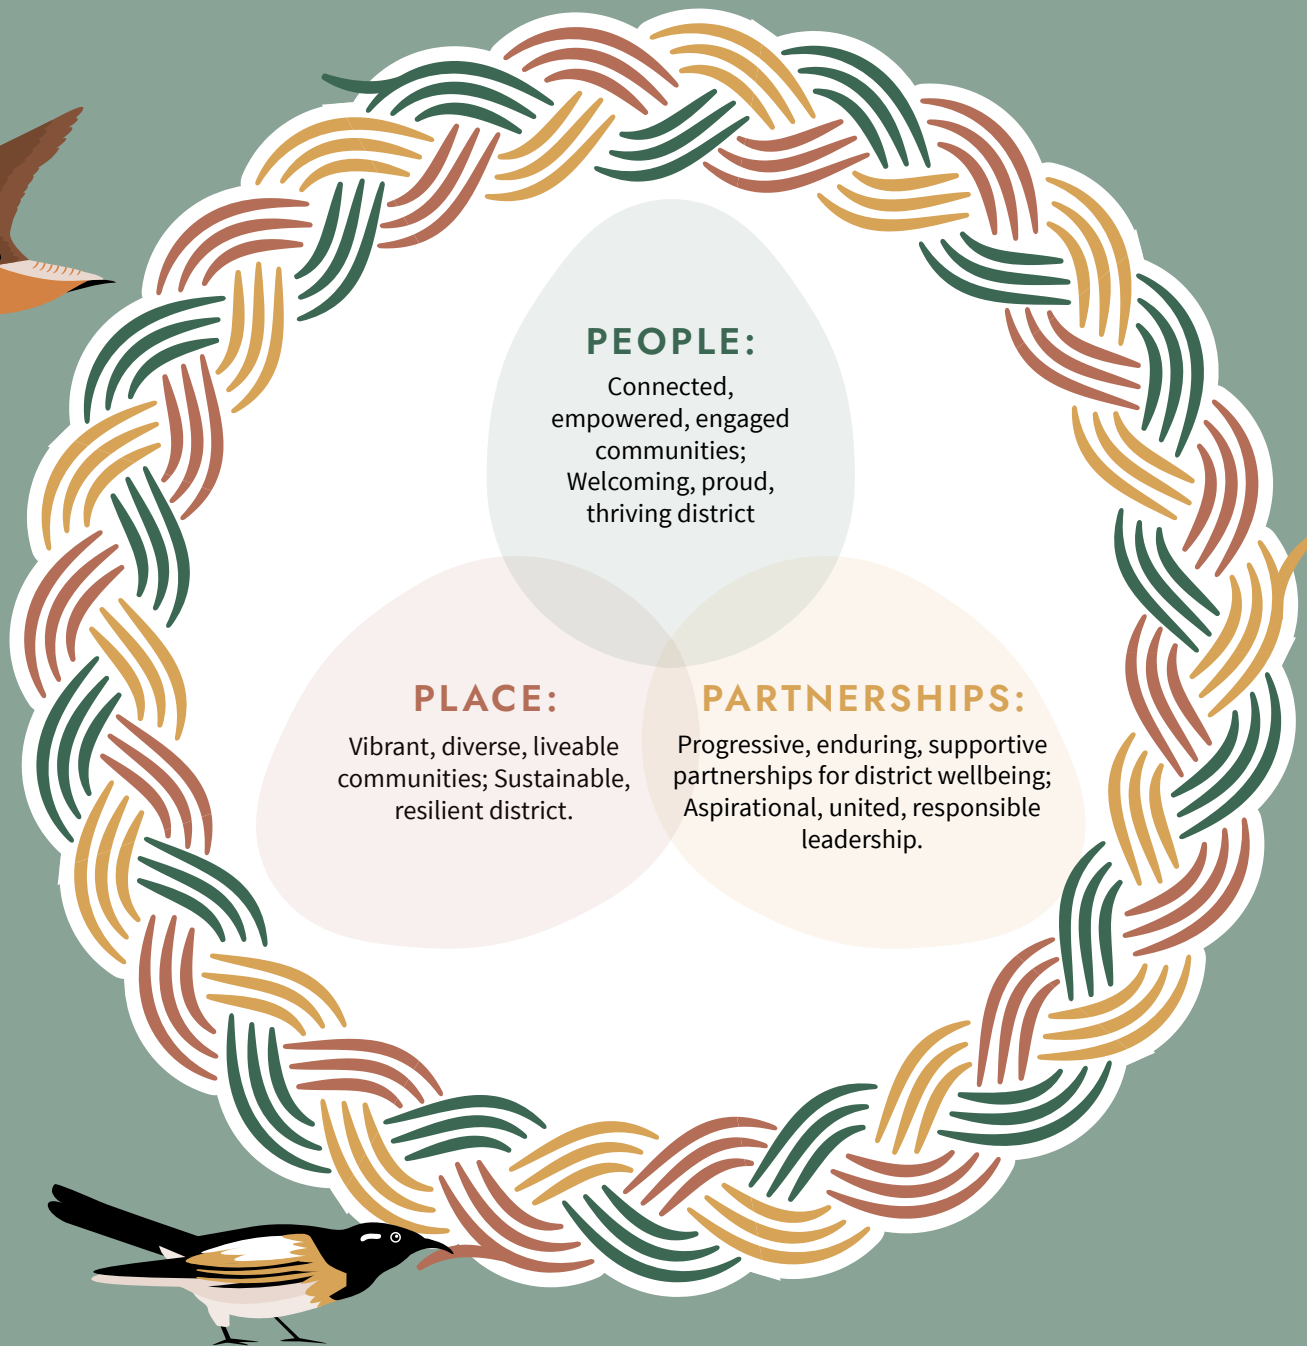 PEOPLE:
Connected,
empowered, engaged
communities;
Welcoming, proud,
thriving district
PLACE:
Vibrant, diverse, liveable
communities; Sustainable,
resilient district.
PARTNERSHIPS:
Progressive, enduring, supportive
partnerships for district wellbeing;
Aspirational, united, responsible
leadership.